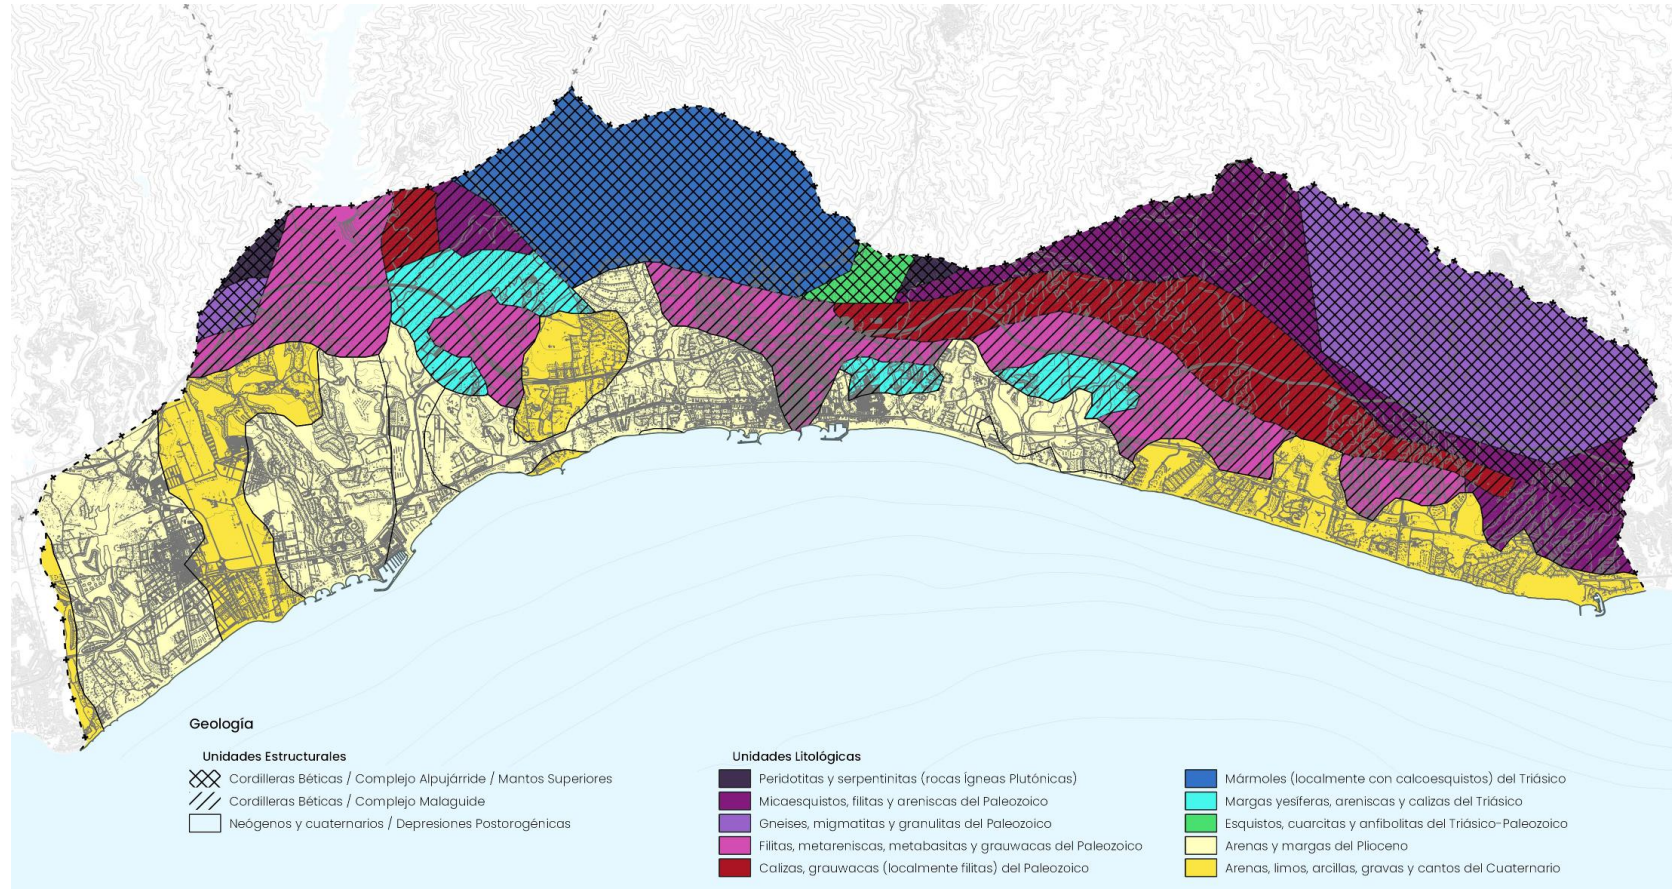 Geología
Unidades Estructurales
Cordilleras Béticas / Complejo Alpujárride / Mantos Superiores
Cordilleras Béticas / Complejo Malaguide
Neógenos y cuaternarios / Depresiones Postorogénicas
Unidades Litológicas
Peridotitas y serpentinitas (rocas Ígneas Plutónicas)
Micaesquistos, filitas y areniscas del Paleozoico
Gneises, migmatitas y granulitas del Paleozoico
Filitas, metareniscas, metabasitas y grauwacas del Paleozoico
Calizas, grauwacas (localmente filitas) del Paleozoico
Mármoles (localmente con calcoesquistos) del Triásico
Margas yesíferas, areniscas y calizas del Triásico
Esquistos, cuarcitas y anfibolitas del Triásico-Paleozoico
Arenas y margas del Plioceno
Arenas, limos, arcillas, gravas y cantos del Cuaternario